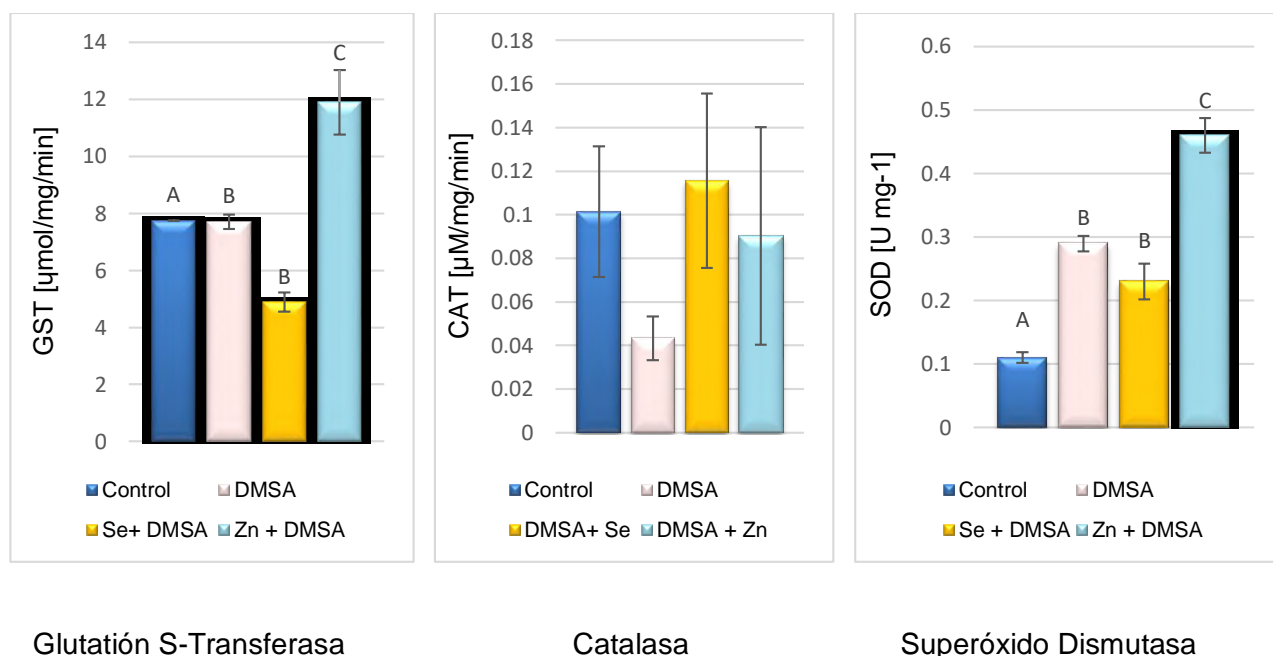 GST [µmol/mg/min]
14
12
10
8
6
4
2
0
A
B
B
C
Control
DMSA
Se+ DMSA
Zn + DMSA
CAT [µM/mg/min]
0.18
0.16
0.14
0.12
0.1
0.08
0.06
0.04
0.02
0
Control
DMSA
DMSA+ Se
DMSA + Zn
SOD [U mg-1]
0.6
0.5
0.4
0.3
0.2
0.1
0
A
B
B
C
Control
DMSA
Se + DMSA
Zn + DMSA
Glutatión S-Transferasa
Catalasa
Superóxido Dismutasa